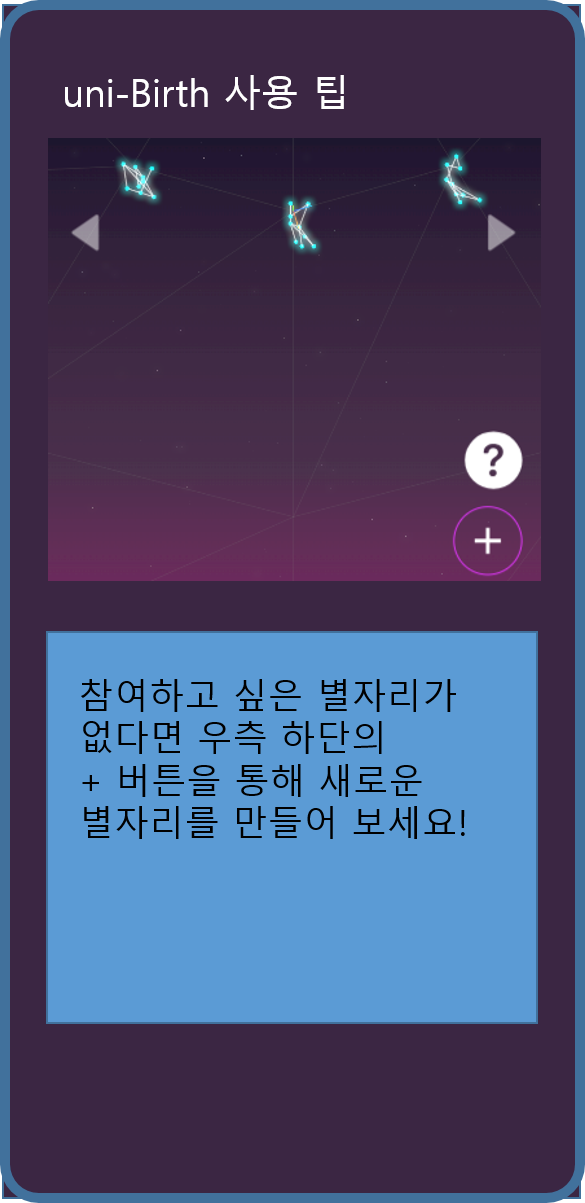 uni-Birth 사용 팁
?
+
참여하고 싶은 별자리가
없다면 우측 하단의
+ 버튼을 통해 새로운
별자리를 만들어 보세요!